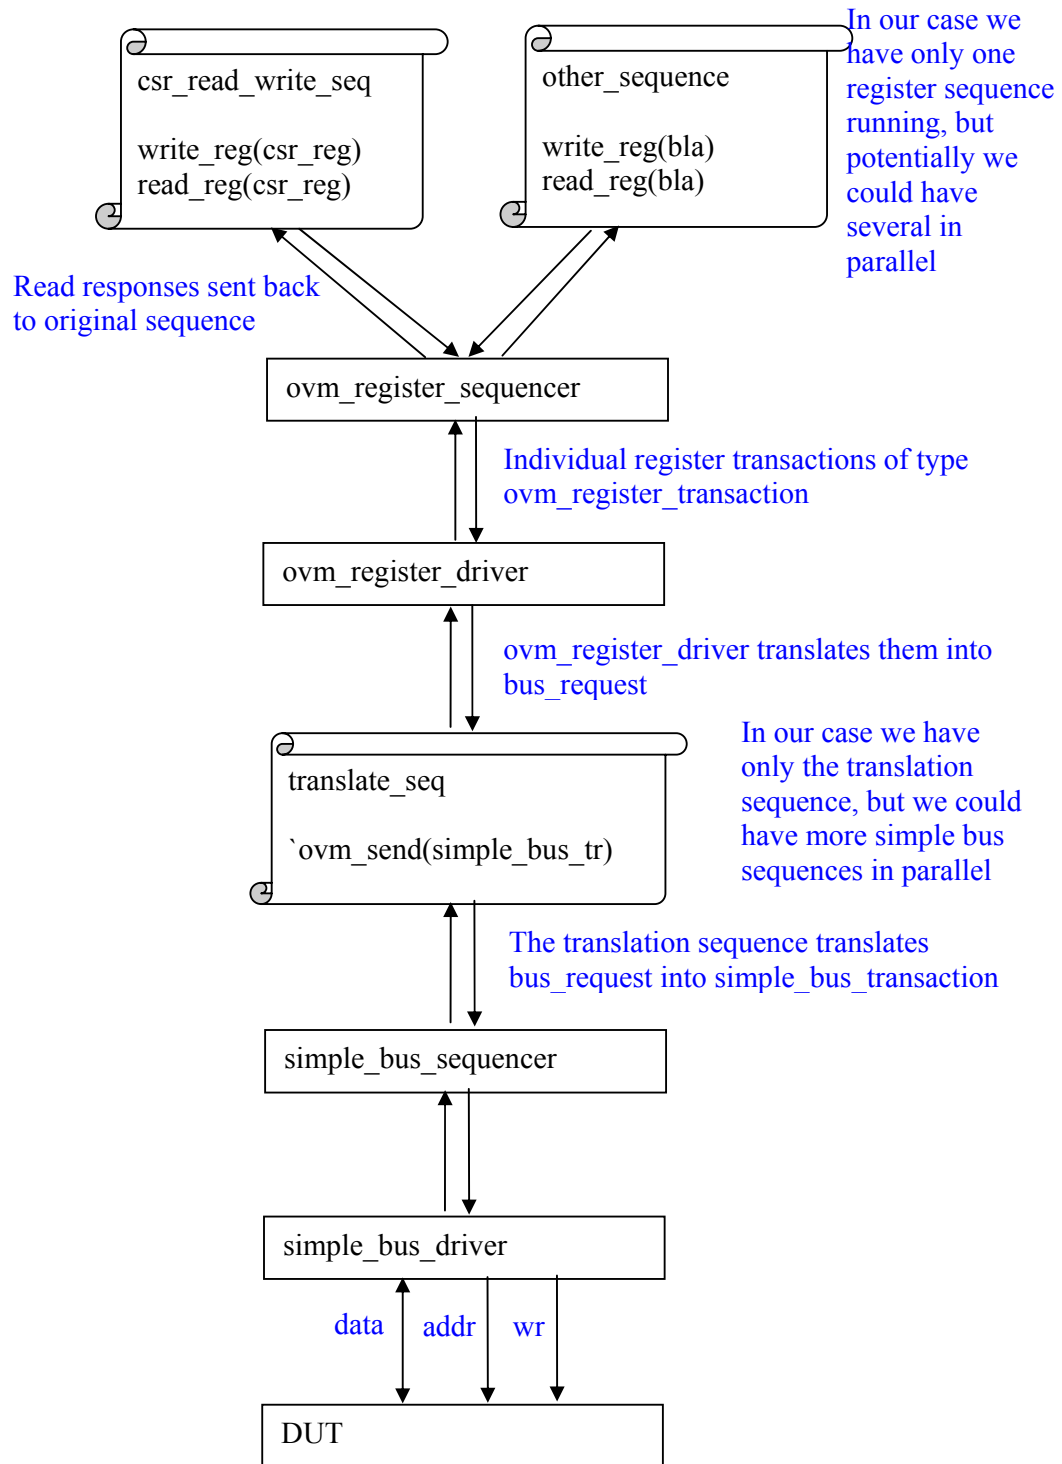 csr_read_write_seq
write_reg(csr_reg)
read_reg(csr_reg)
other_sequence
write_reg(bla)
read_reg(bla)
In our case we
have only one
register sequence
running, but
potentially we
could have
several in
parallel
Read responses sent back
to original sequence
ovm_register_sequencer
Individual register transactions of type
ovm_register_transaction
ovm_register_driver
ovm_register_driver translates them into
bus_request
translate_seq
`ovm_send(simple_bus_tr)
In our case we have
only the translation
sequence, but we could
have more simple bus
sequences in parallel
The translation sequence translates
bus_request into simple_bus_transaction
simple_bus_sequencer
simple_bus_driver
data
addr
wr
DUT